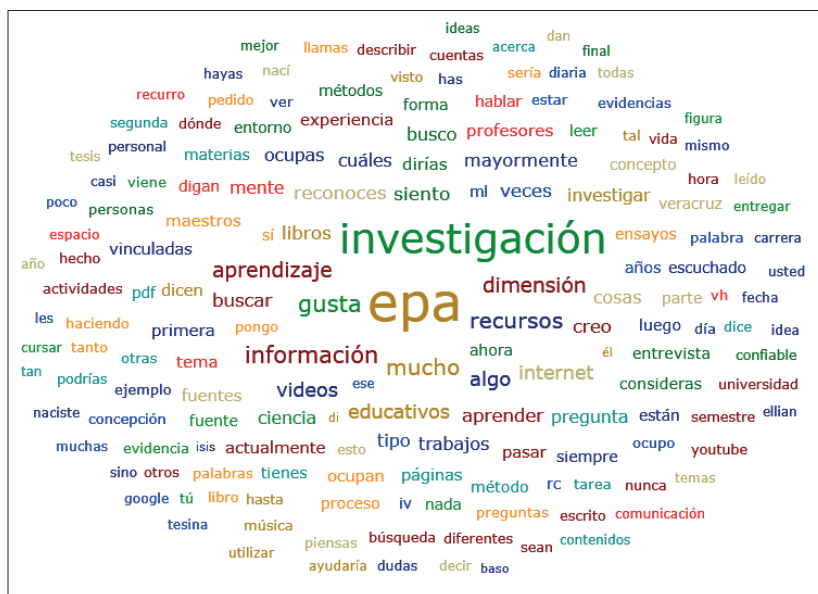 ideas
mejor llamas describir cuentas acerca dan final
hayas nací visto has sería diaria todas
recurro pedido ver métodos forma hablar estar evidencias
segunda dónde entorno experiencia busco profesores leer tal vida figura
tesis personal materias ocupas cuáles dirías mayormente concepto mismo
casi viene digan mente reconoces siento ml veces investigar hora leído
poco personas maestros veracruz entregar
espacio vinculadas sí libros investigación ensayos palabra carrera
año hecho aprendizaje dimensión años escuchado usted
actividades pdf dicen buscar gusta epa cosas parte vh fecha
les haciendo primera pongo recursos creo luego día dice idea
cursar tanto otras tema información mucho ahora él entrevista confiable
tan podrías ejemplo fuentes videos ese algo internet consideras universidad
naciste concepción fuente ciencia di educativos aprender pregunta están semestre ellian
muchas evidencia isis actualmente esto tipo trabajos pasar siempre ocupo youtube
sino otros palabras tienes ocupan páginas método rc tarea nunca temas
google tú libro hasta proceso iv nada preguntas escrito comunicación
tesina música piensas búsqueda diferentes sean contenidos
utilizar ayudaría dudas decir baso